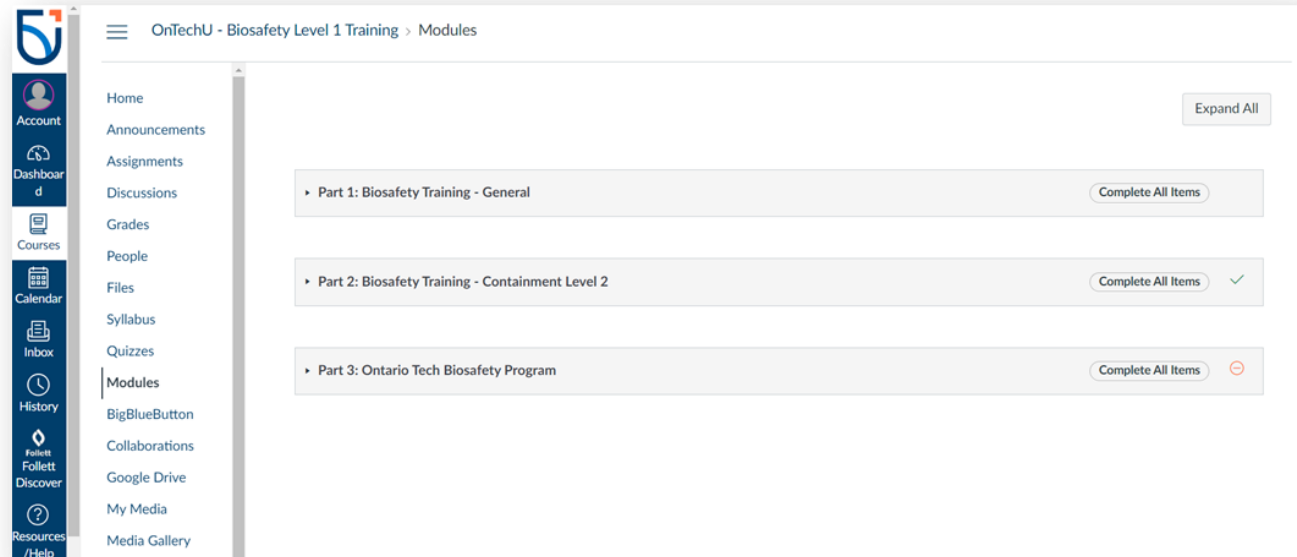 OnTechU - Biosafety Level 1 Training > Modules
Account
Dashboar
d
Courses
Calendar
Inbox
History
Follett
Follett
Discover
Resources
/Help
Home
Announcements
Assignments
Discussions
Grades
People
Files
Syllabus
Quizzes
Modules
BigBlueButton
Collaborations
Google Drive
My Media
Media Gallery
Expand All
Part 1: Biosafety Training - General Complete All Items
Part 2: Biosafety Training - Containment Level 2 Complete All Items
Part 3: Ontario Tech Biosafety Program Complete All Items